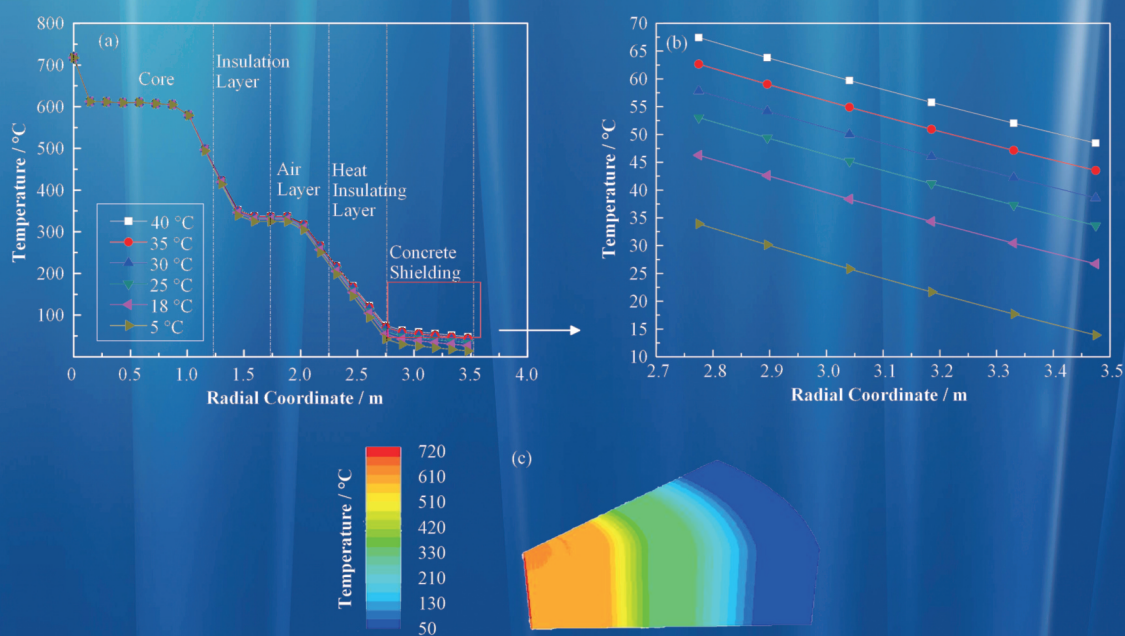 (a)
800
700
600
500
400
300
200
100
Temperature / °C
Core
Insulation
Layer
Air
Layer
Heat
Insulating
Layer
Concrete
Shielding
40 °C
35 °C
30 °C
25 °C
18 °C
5 °C
0
0.5
1.0
1.5
2.0
2.5
3.0
3.5
4.0
Radial Coordinate / m
(b)
70
65
60
55
50
45
40
35
30
25
20
15
10
Temperature / °C
2.7
2.8
2.9
3.0
3.1
3.2
3.3
3.4
3.5
Radial Coordinate / m
(c)
Temperature / °C
720
610
510
420
330
210
130
50